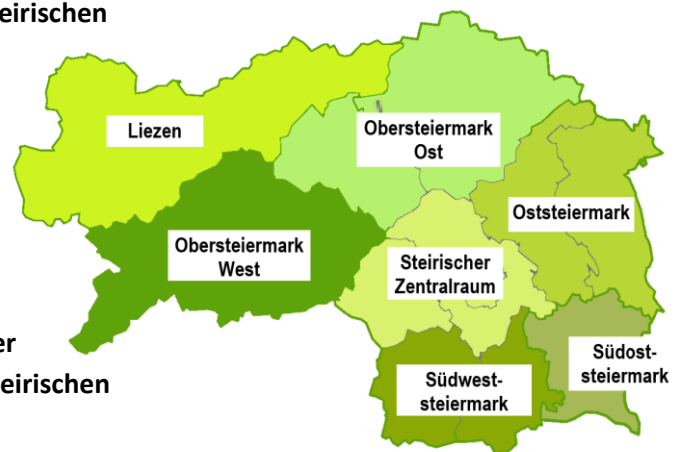 eirischen
Liezen
Obersteiermark
Ost
Oststeiermark
Obersteiermark
West
Steirischer
Zentralraum
er
Südost-
steiermark
Südwest-
steiermark
eirischen